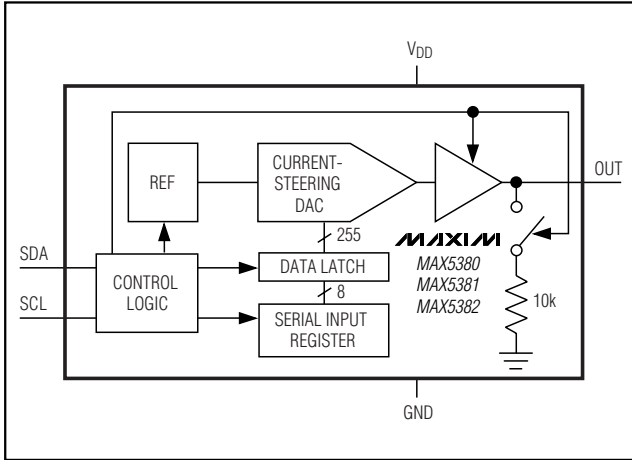 VDD
REF
CURRENT-
STEERING
DAC
OUT
255
SDA
SCL
CONTROL
LOGIC
DATA LATCH
8
SERIAL INPUT
REGISTER
MAXIM
MAX5380
MAX5381
MAX5382
10k
GND